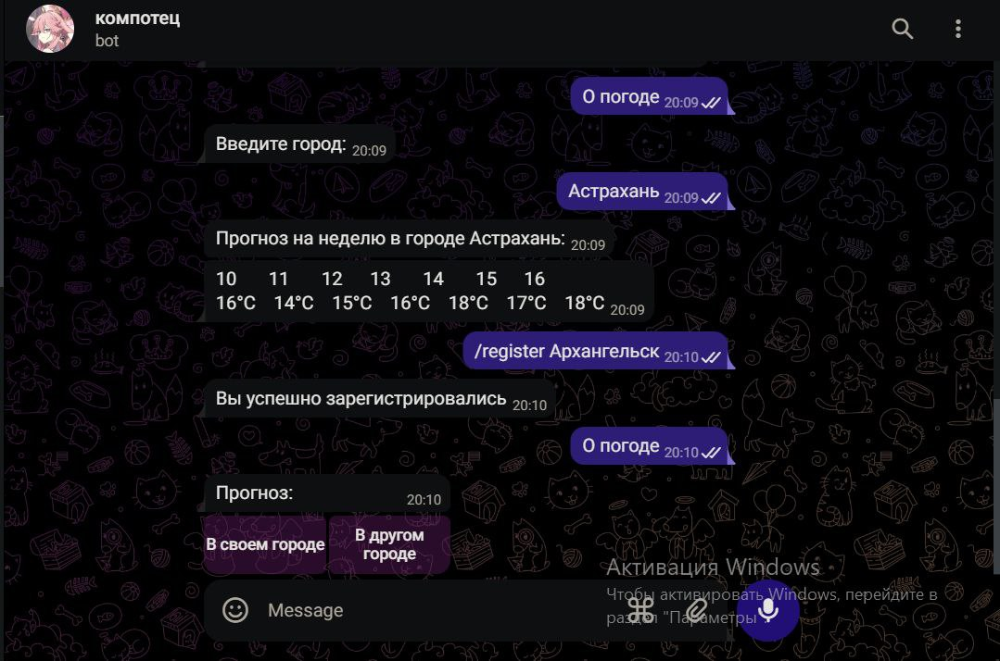 компотец
bot
О погоде 20:09
Введите город: 20:09
Астрахань 20:09
Прогноз на неделю в городе Астрахань: 20:09
10 11 12 13 14 15 16
16°C 14°C 15°C 16°C 18°C 17°C 18°C 20:09
/register Архангельск 20:10
Вы успешно зарегистрировались 20:10
О погоде 20:10
Прогноз: 20:10
В своем городе
В другом
городе
Активация Windows
Чтобы активировать Windows, перейдите в
раздел "Параметры
Message